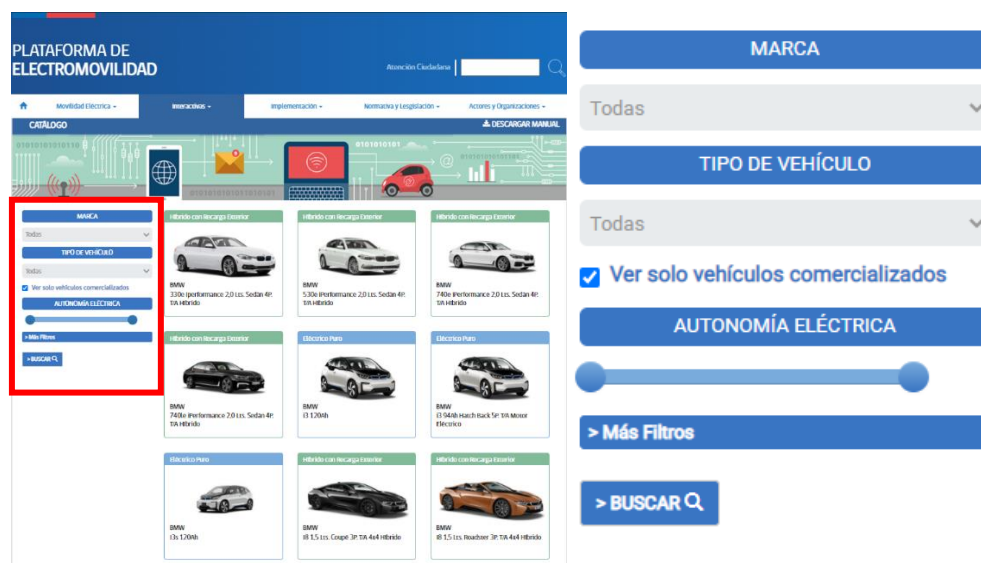 PLATAFORMA DE
ELECTROMOVILIDAD
Atención Ciudadana
Movilidad Eléctrica
Interactivos
Implementación
Normativa y Legislación
Actores y Organizaciones
CATÁLOGO
DESCARGAR MANUAL
MARCA
Todas
TIPO DE VEHÍCULO
Todas
Ver solo vehículos comercializados
AUTONOMÍA ELÉCTRICA
> Más Filtros
> BUSCAR
Híbrido con Recarga Exterior
BMW
330e iperformance 2,0 Lts. Sedán 4P.
T/A Híbrido
Híbrido con Recarga Exterior
BMW
530e iPerformance 2,0 Lts. Sedán 4P.
T/A Híbrido
Híbrido con Recarga Exterior
BMW
740e iPerformance 2,0 Lts. Sedán 4P.
T/A Híbrido
Híbrido con Recarga Exterior
BMW
740Le iPerformance 2,0 Lts. Sedán 4P.
T/A Híbrido
Eléctrico Puro
BMW
i3 120Ah
Eléctrico Puro
BMW
i3 94Ah Hatch Back 5P. T/A Motor
Eléctrico
Eléctrico Puro
BMW
i3s 120Ah
Híbrido con Recarga Exterior
BMW
i8 1,5 Lts. Coupé 3P. T/A 4x4 Híbrido
Híbrido con Recarga Exterior
BMW
i8 1,5 Lts. Roadster 3P. T/A 4x4 Híbrido
MARCA
Todas
TIPO DE VEHÍCULO
Todas
Ver solo vehículos comercializados
AUTONOMÍA ELÉCTRICA
> Más Filtros
> BUSCAR